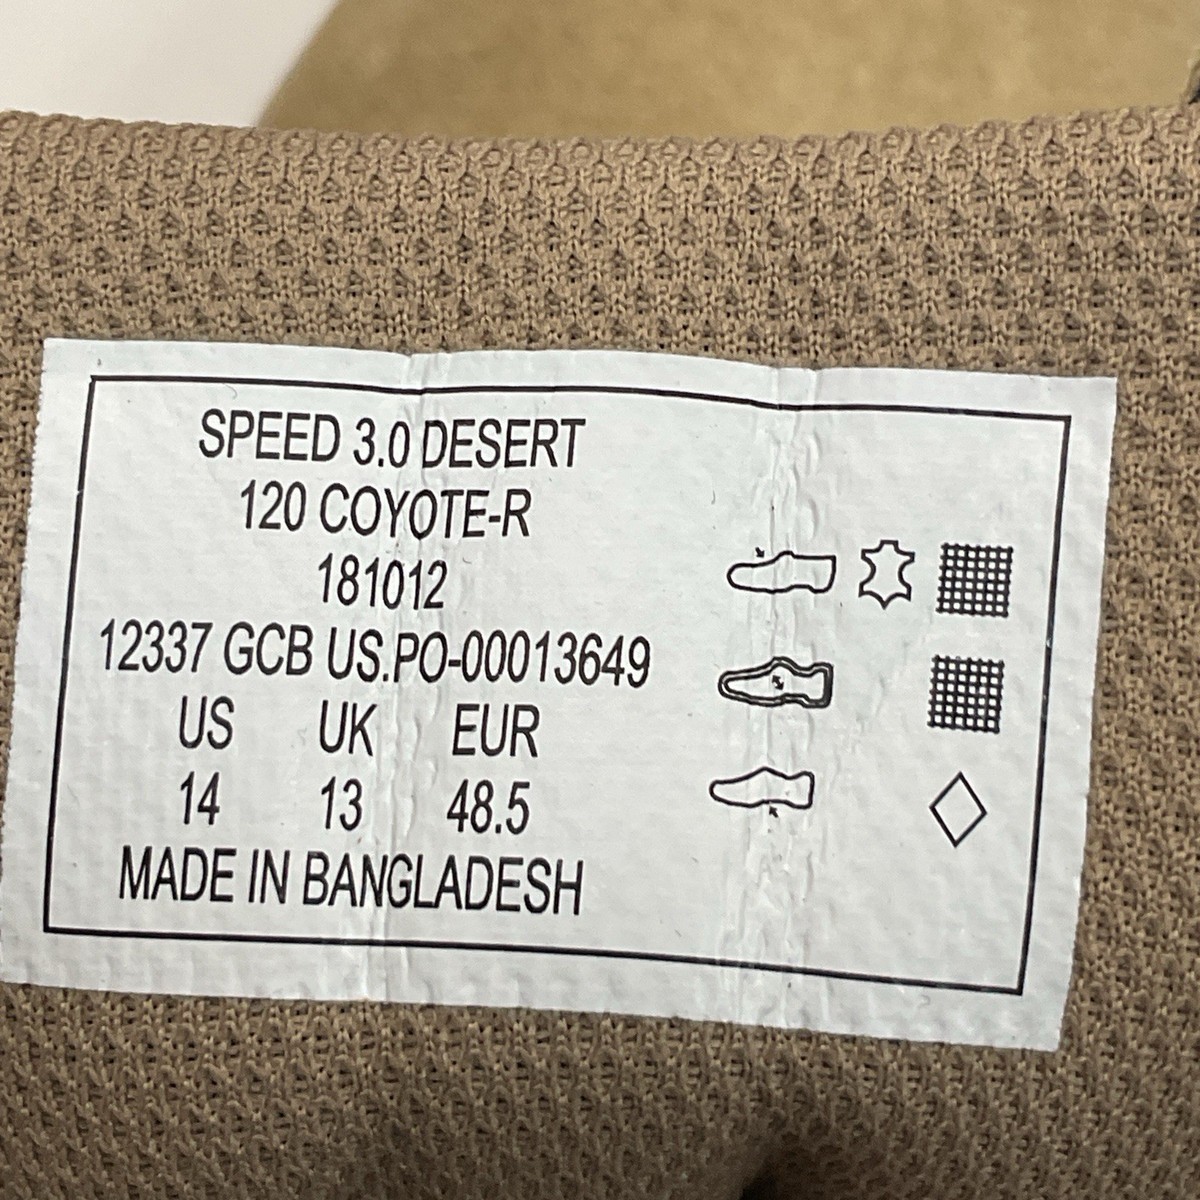 SPEED 3.0 DESERT
120 COYOTE-R
181012
12337 GCB US.PO-00013649
US UK EUR
14 13 48.5
MADE IN BANGLADESH